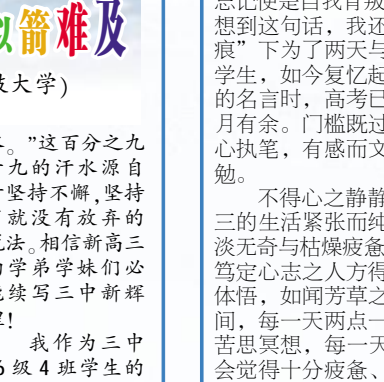 以箭难及
技大学)
。”这百分之九
九的汗水源自
坚持不懈,坚持
就没有放弃的
说法。相信新高三
的学弟学妹们必
能续写三中新辉
煌!
我作为三中
6级4班学生的
忘记便是自我背叛
想到这句话，我还
痕”下为了两天与
学生，如今复忆起
的名言时，高考已
月有余。门槛既过
心执笔，有感而文
勉。
不得心之静静
三的生活紧张而纯
淡无奇与枯燥疲惫
笃定心志之人方得
体悟，如闻芳草之
间，每一天两点一
苦思冥想，每一天
会觉得十分疲惫、